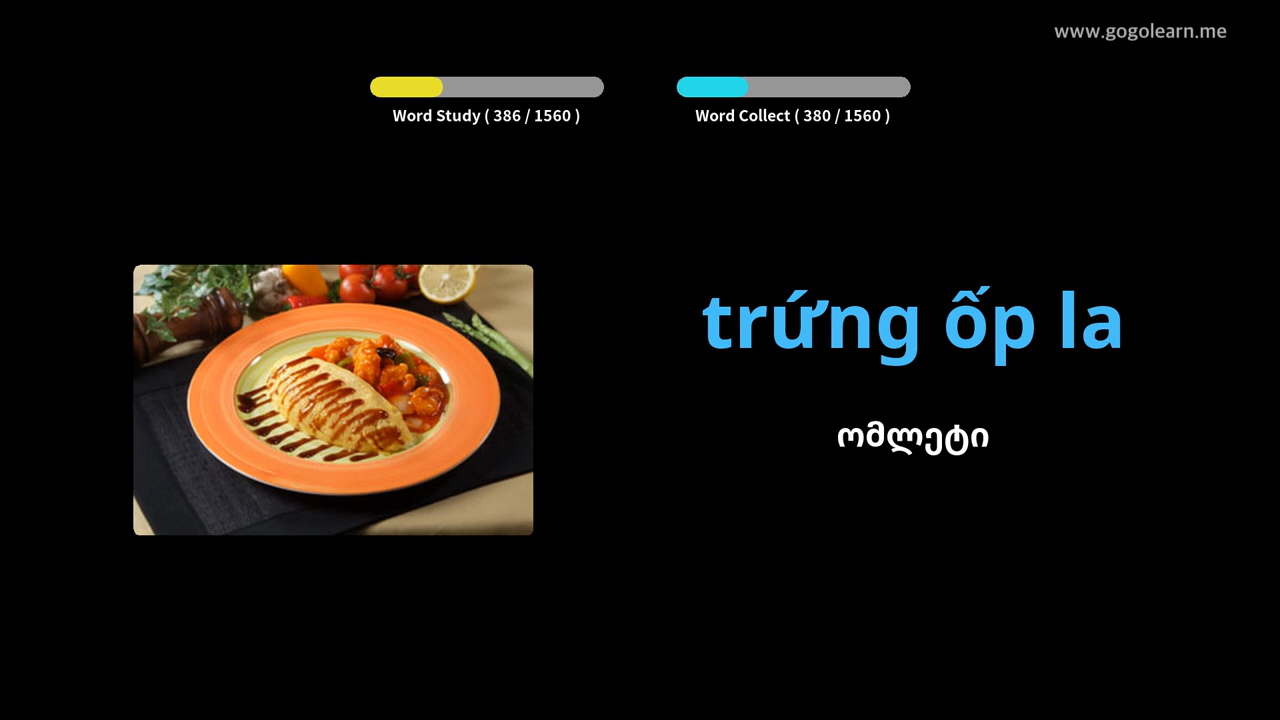 www.gogolearn.me
Word Study ( 386 / 1560 )
Word Collect ( 380 / 1560 )
trứng ốp la
ომლეტი